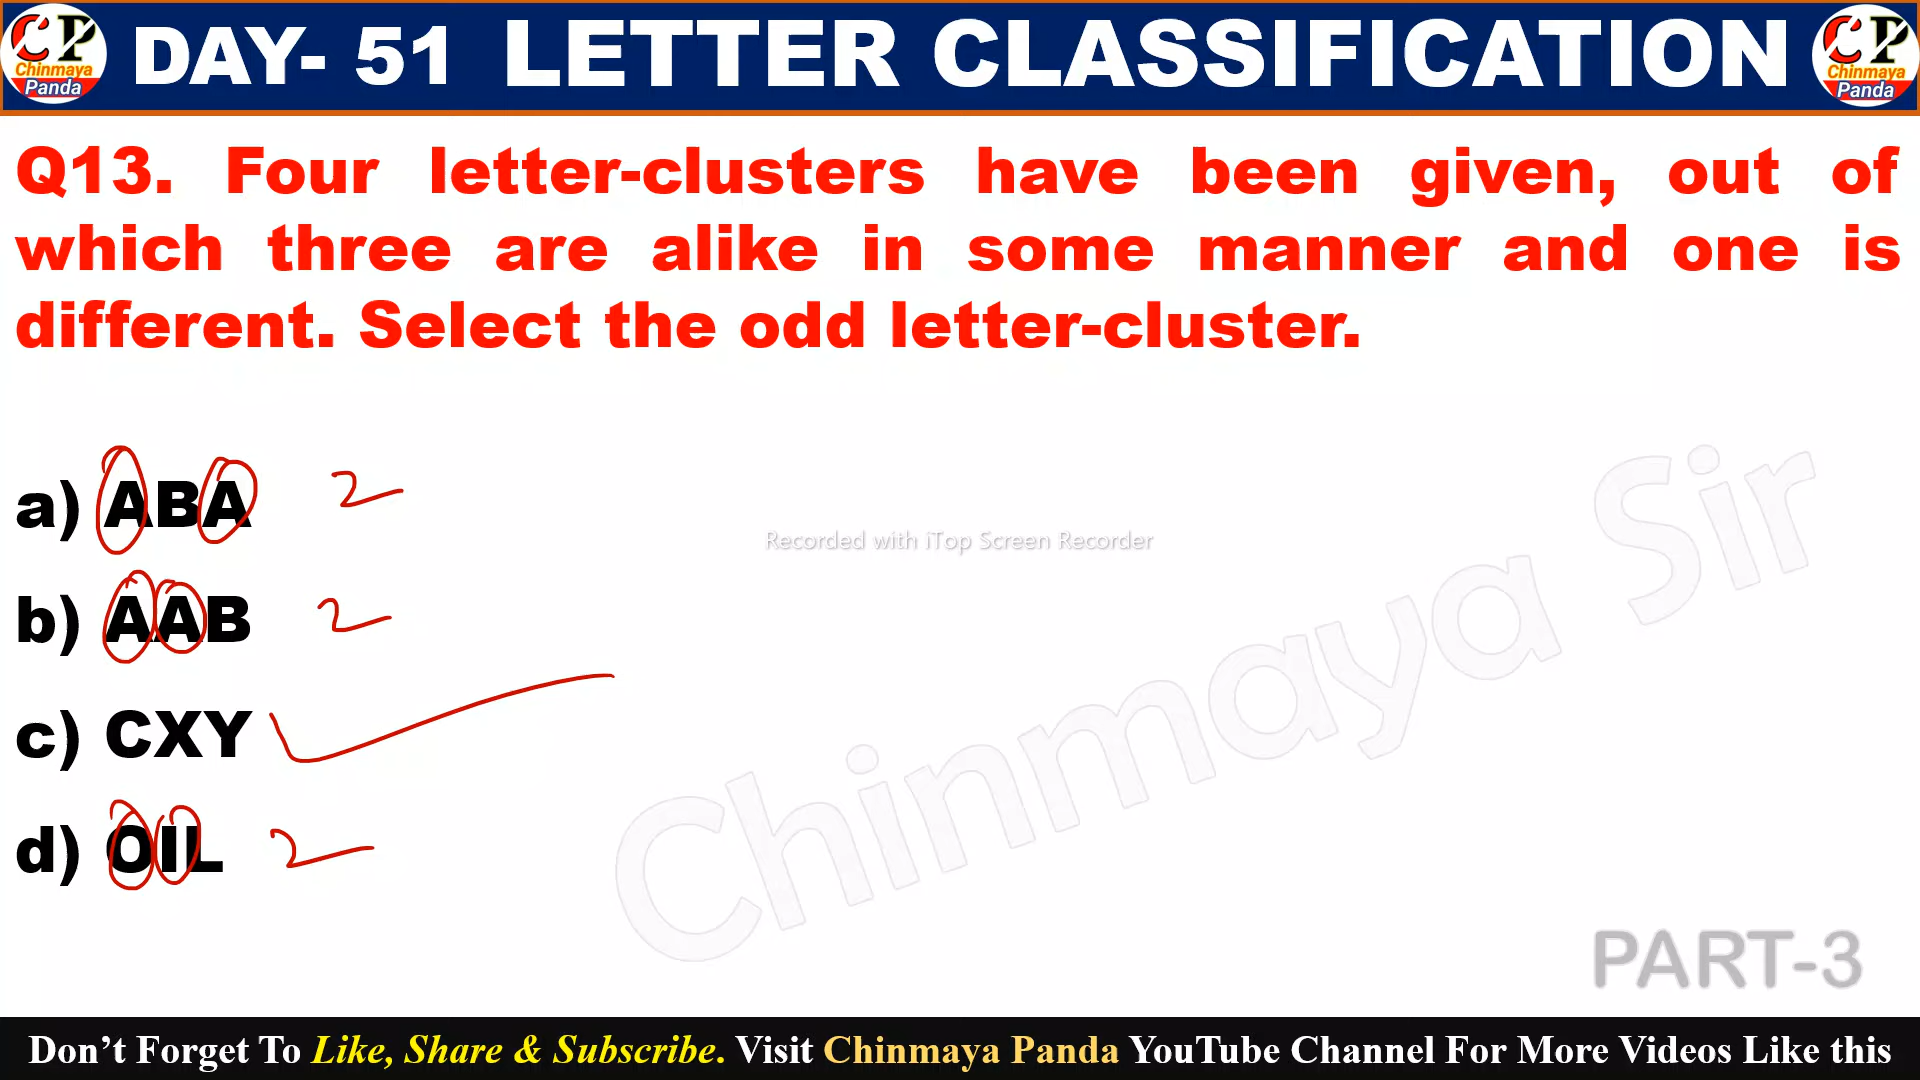 CP Chinmaya Panda
DAY- 51 LETTER CLASSIFICATION
CP Chinmaya Panda
Q13. Four letter-clusters have been given, out of
which three are alike in some manner and one is
different. Select the odd letter-cluster.
a) ABA 2
Recorded with iTop Screen Recorder
b) AAB 2
c) CXY
d) OIL 2
Chinmaya Sir
PART-3
Don’t Forget To Like, Share & Subscribe. Visit Chinmaya Panda YouTube Channel For More Videos Like this